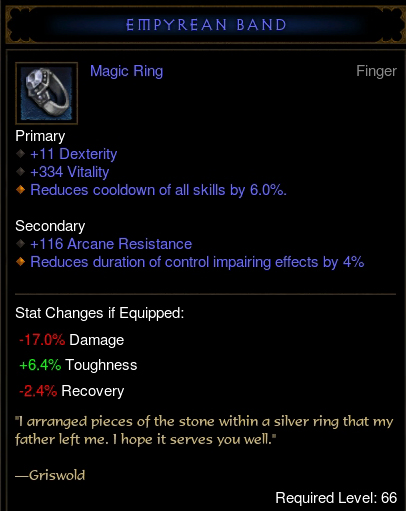 EMPYREAN BAND
Magic Ring Finger
Primary
+11 Dexterity
+334 Vitality
Reduces cooldown of all skills by 6.0%.
Secondary
+116 Arcane Resistance
Reduces duration of control impairing effects by 4%
Stat Changes if Equipped:
-17.0% Damage
+6.4% Toughness
-2.4% Recovery
"I arranged pieces of the stone within a silver ring that my
father left me. I hope it serves you well."
—Griswold
Required Level: 66